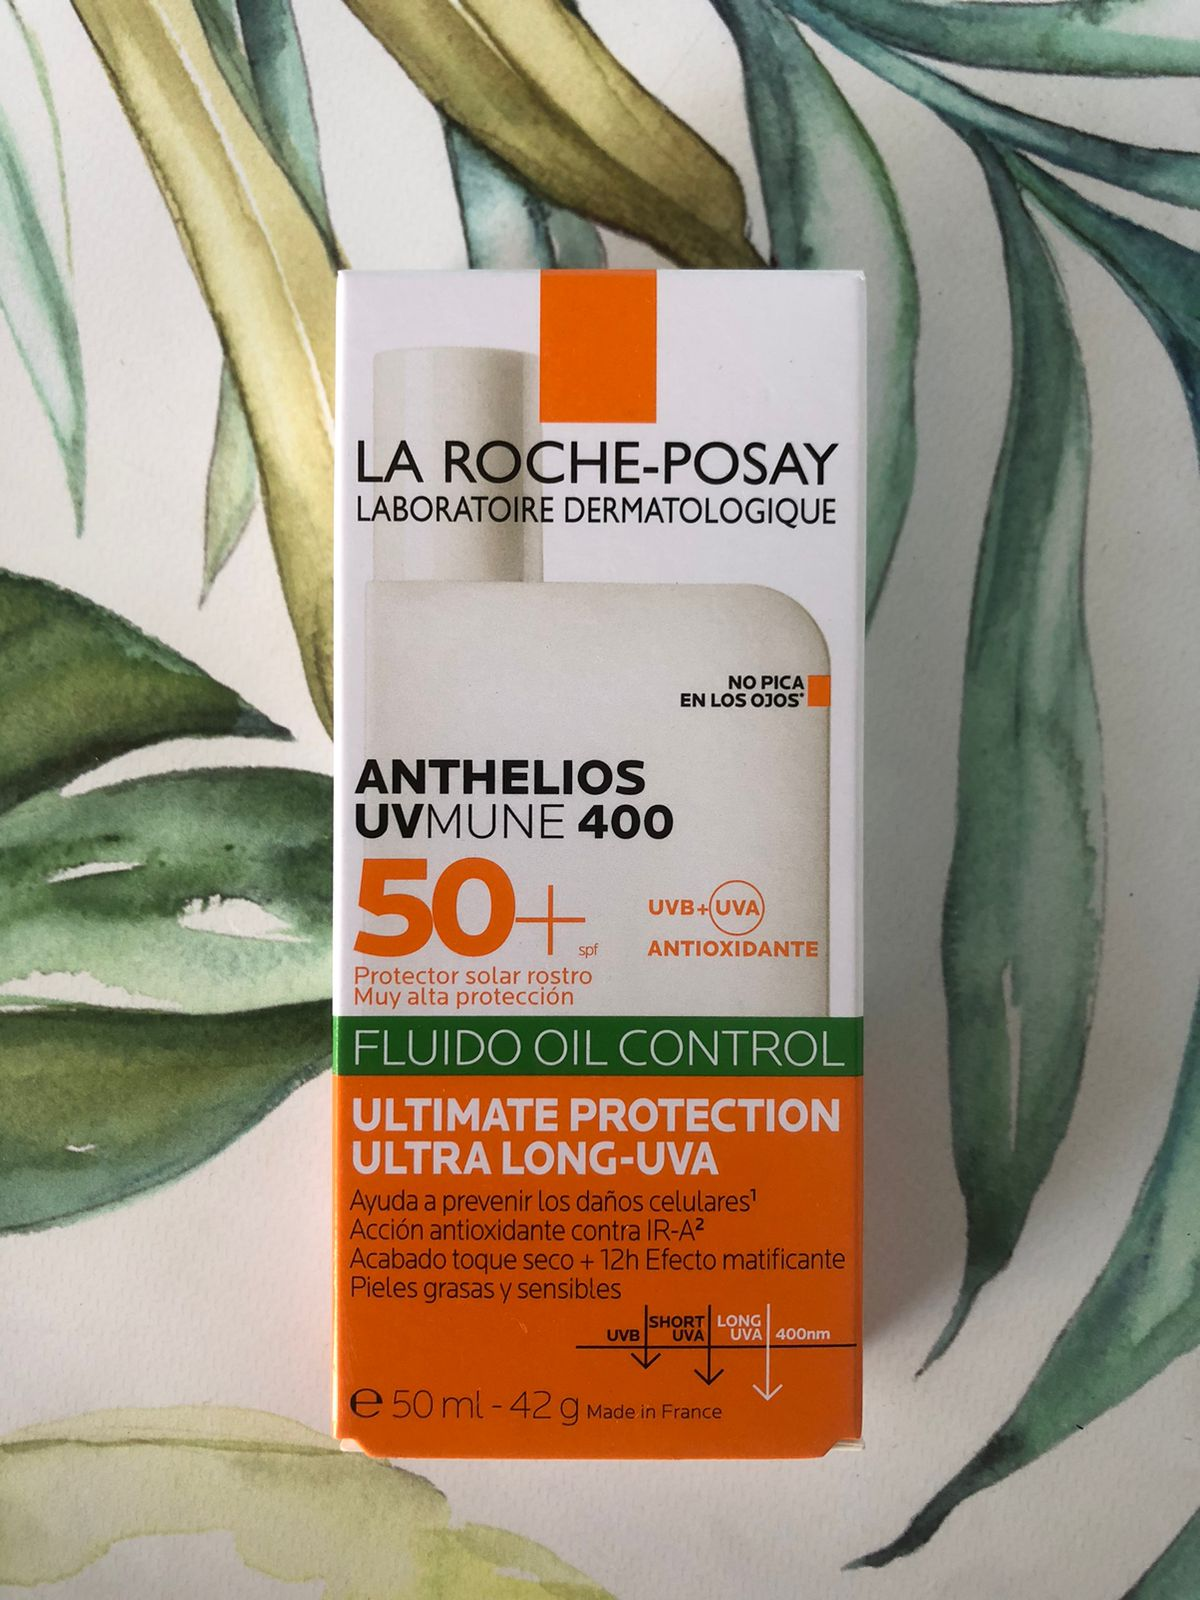 LA ROCHE-POSAY
LABORATOIRE DERMATOLOGIQUE
NO PICA
EN LOS OJOS*
ANTHELIOS
UVMUNE 400
50+ spf
UVB+UVA
ANTIOXIDANTE
Protector solar rostro
Muy alta protección
FLUIDO OIL CONTROL
ULTIMATE PROTECTION
ULTRA LONG-UVA
Ayuda a prevenir los daños celulares¹
Acción antioxidante contra IR-A²
Acabado toque seco + 12h Efecto matificante
Pieles grasas y sensibles
UVB SHORT UVA LONG UVA 400nm
e 50 ml - 42 g Made in France